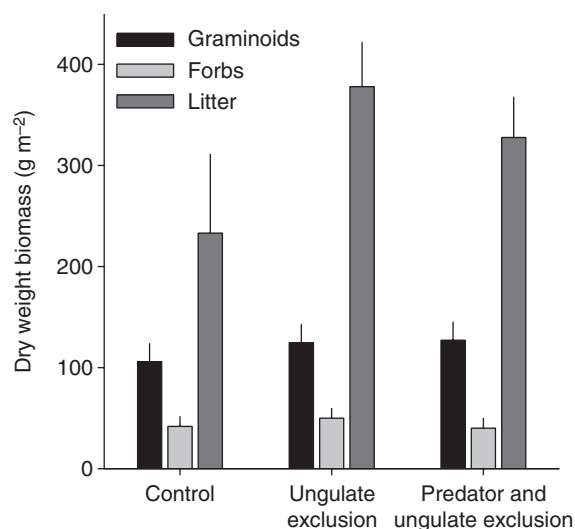 Graminoids
Forbs
Litter
Dry weight biomass (g m⁻²)
400
300
200
100
0
Control
Ungulate
exclusion
Predator and
ungulate exclusion